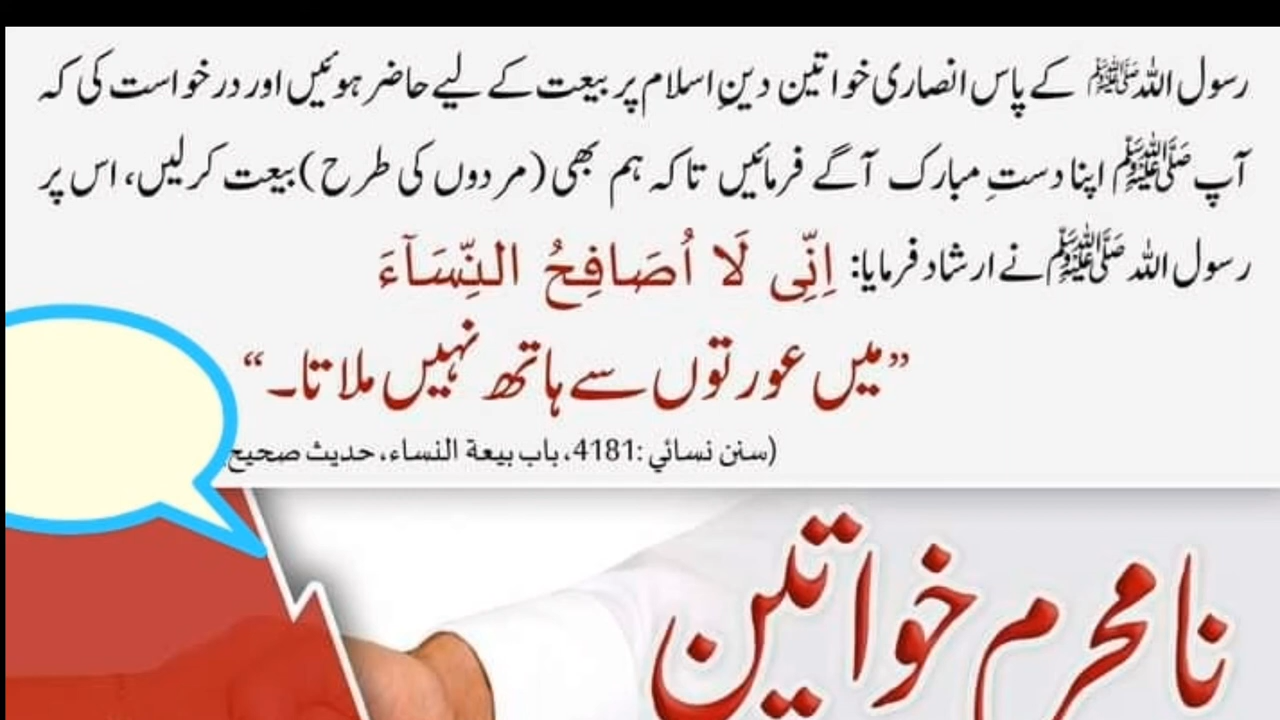 رسول اللہ ﷺ کے پاس انصاری خواتین دینِ اسلام پر بیعت کے لیے حاضر ہوئیں اور درخواست کی کہ
آپ ﷺ اپنا دستِ مبارک آگے فرمائیں تاکہ ہم بھی (مردوں کی طرح) بیعت کرلیں، اس پر
رسول اللہ ﷺ نے ارشاد فرمایا: اِنِّی لَا اُصَافِحُ النِّسَآءَ
”میں عورتوں سے ہاتھ نہیں ملاتا۔“
(سنن نسائي :4181، باب بيعة النساء، حديث صحيح)
نامحرم خواتین